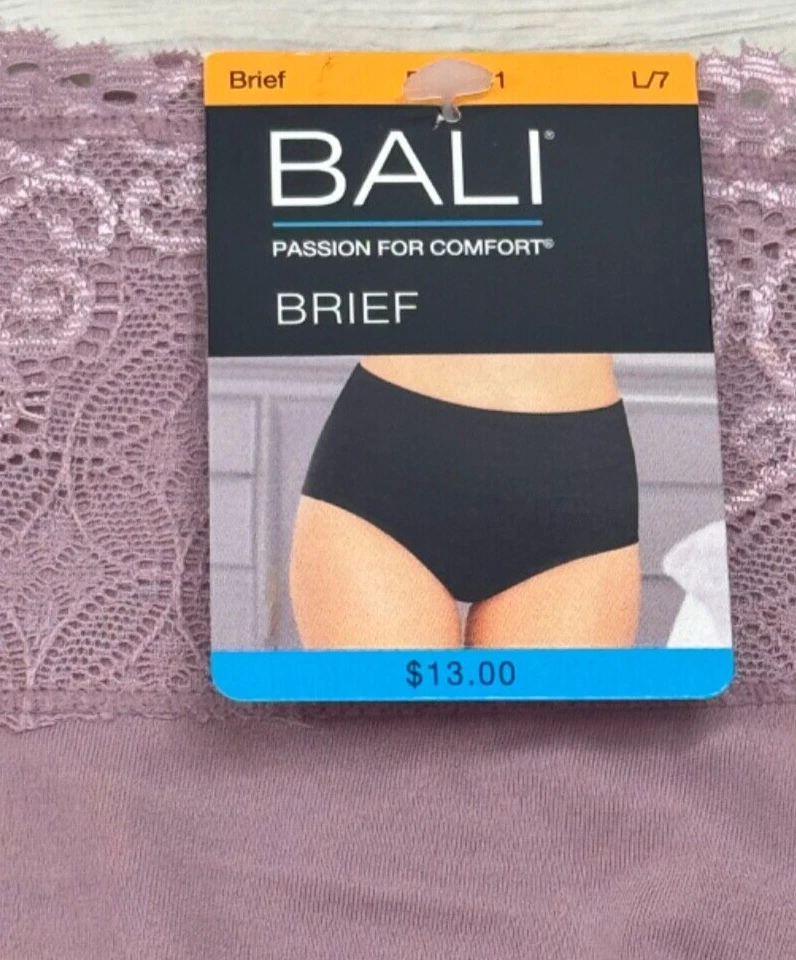 Brief L/7
BALI®
PASSION FOR COMFORT®
BRIEF
$13.00